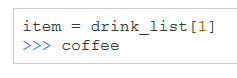 item = drink_list[1]
>>> coffee